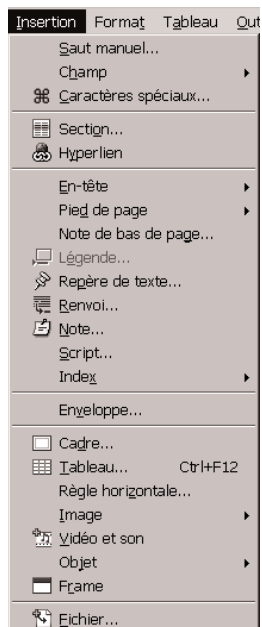 Insertion Format Tableau Out
Saut manuel...
Champ
Caractères spéciaux...
Section...
Hyperlien
En-tête
Pied de page
Note de bas de page...
Légende...
Repère de texte...
Renvoi...
Note...
Script...
Index
Enveloppe...
Cadre...
Tableau... Ctrl+F12
Règle horizontale...
Image
Vidéo et son
Objet
Frame
Fichier...